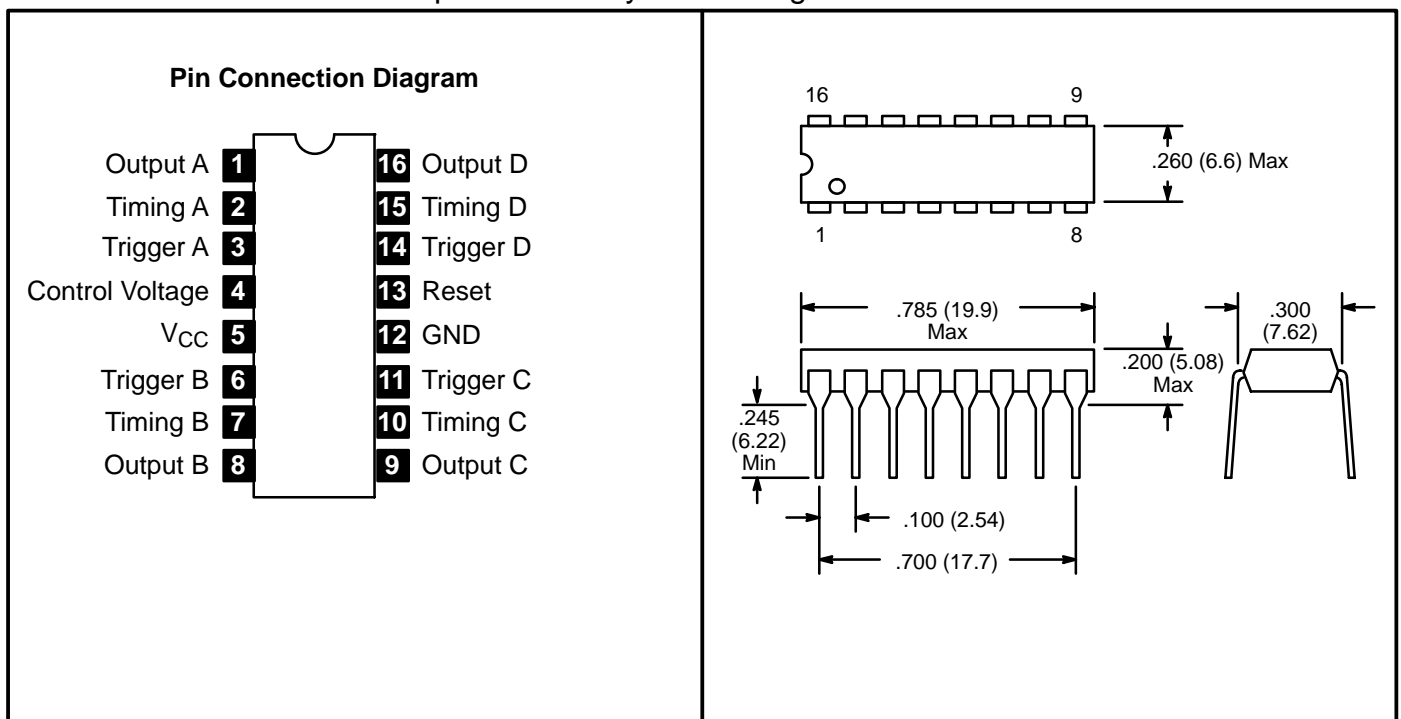 Pin Connection Diagram
Output A 1 16 Output D
Timing A 2 15 Timing D
Trigger A 3 14 Trigger D
Control Voltage 4 13 Reset
VCC 5 12 GND
Trigger B 6 11 Trigger C
Timing B 7 10 Timing C
Output B 8 9 Output C
16 9
.260 (6.6) Max
1 8
.785 (19.9)
Max
.300
(7.62)
.200 (5.08)
Max
.245
(6.22)
Min
.100 (2.54)
.700 (17.7)